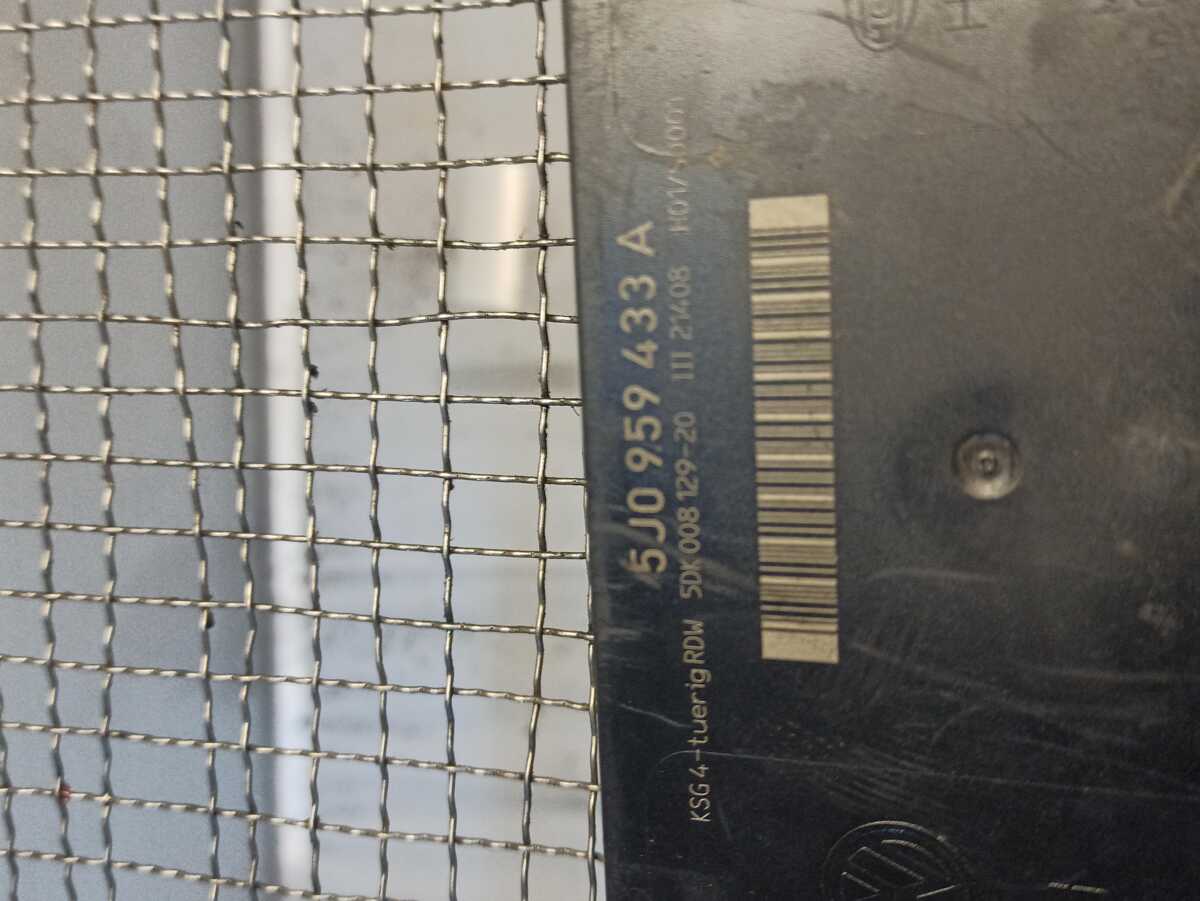 5J0 959 433 A
KSG 4-tuerig RDW 5DK 008 129-20 III 21408